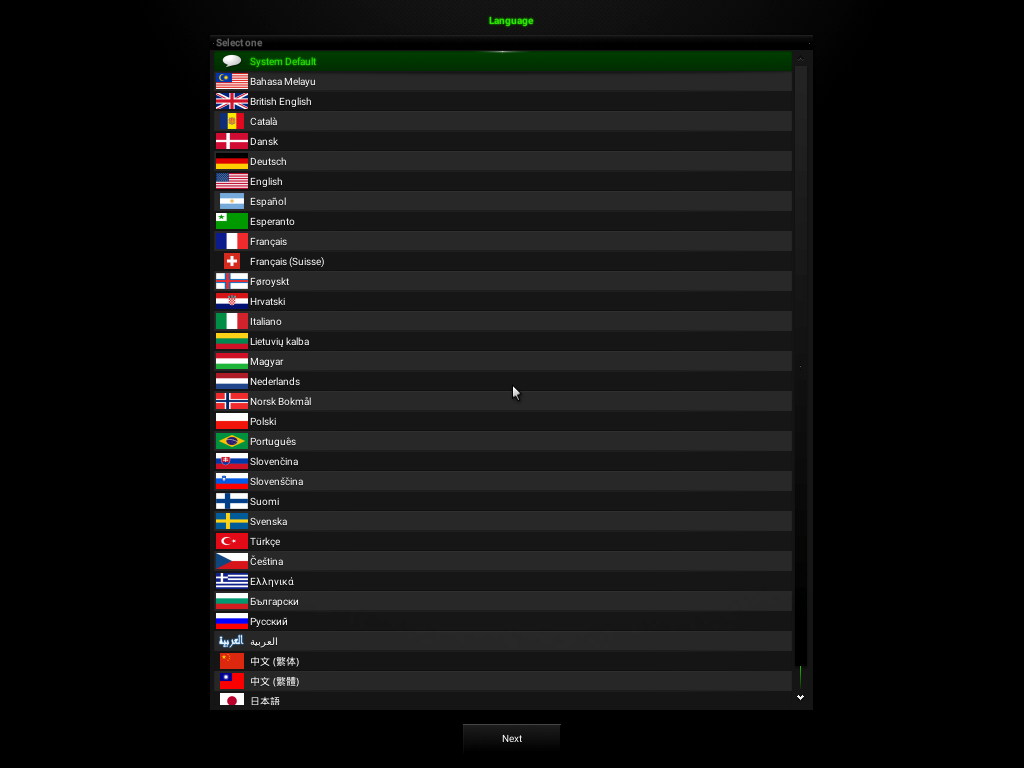 Language
Select one
System Default
Bahasa Melayu
British English
Català
Dansk
Deutsch
English
Español
Esperanto
Français
Français (Suisse)
Føroyskt
Hrvatski
Italiano
Lietuvių kalba
Magyar
Nederlands
Norsk Bokmål
Polski
Português
Slovenčina
Slovenščina
Suomi
Svenska
Türkçe
Čeština
Ελληνικά
Български
Русский
العربية العربية
中文 (繁体)
中文 (繁體)
日本語
Next